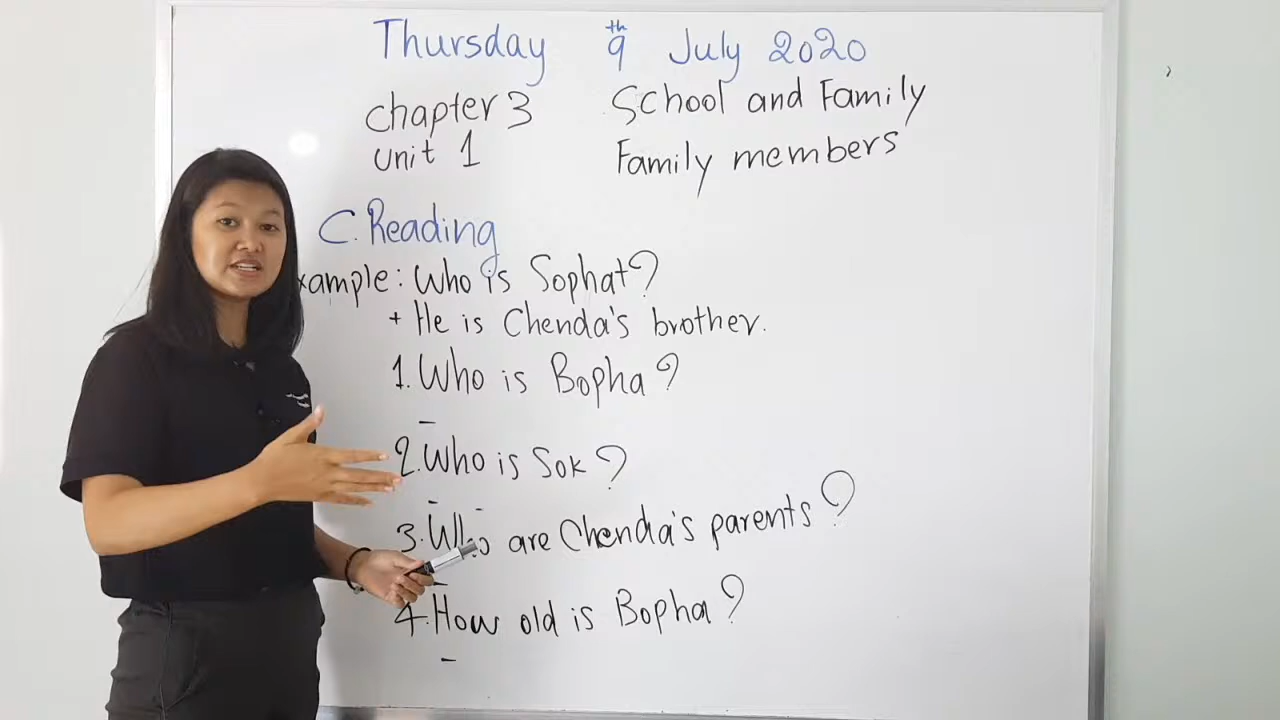 Thursday 9th July 2020
chapter 3 School and Family
unit 1 Family members
C. Reading
xample: Who is Sophat?
+ He is Chenda's brother.
1. Who is Bopha?
-
2. Who is Sok?
-
3. Who are Chenda's parents?
-
4. How old is Bopha?
-